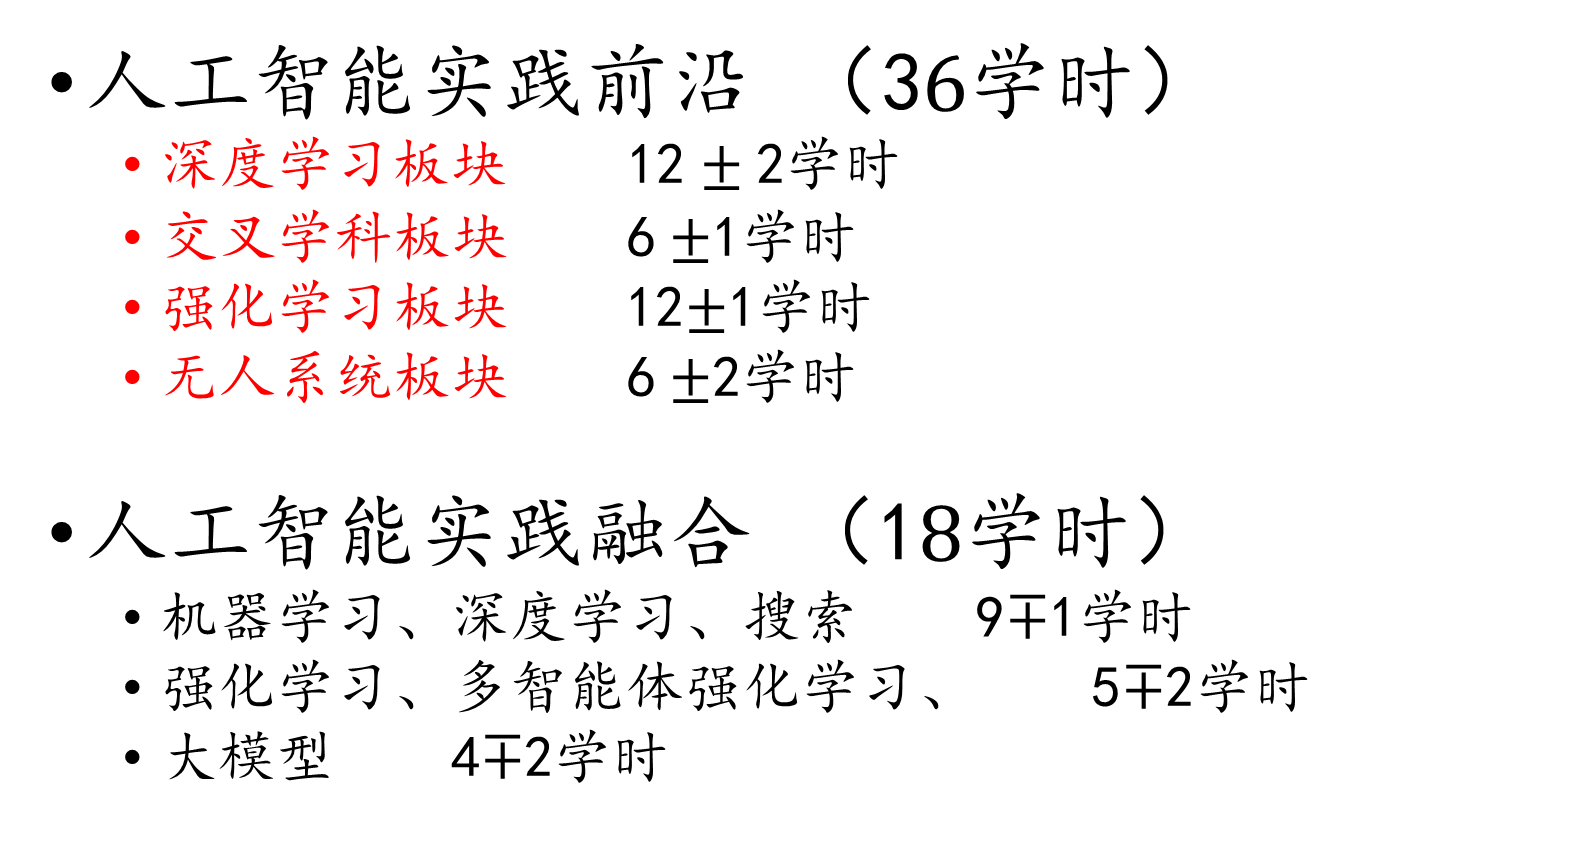 •人工智能实践前沿 （36学时）
• 深度学习板块 12 ± 2学时
• 交叉学科板块 6 ±1学时
• 强化学习板块 12±1学时
• 无人系统板块 6 ±2学时
•人工智能实践融合 （18学时）
• 机器学习、深度学习、搜索 9∓1学时
• 强化学习、多智能体强化学习、 5∓2学时
• 大模型 4∓2学时